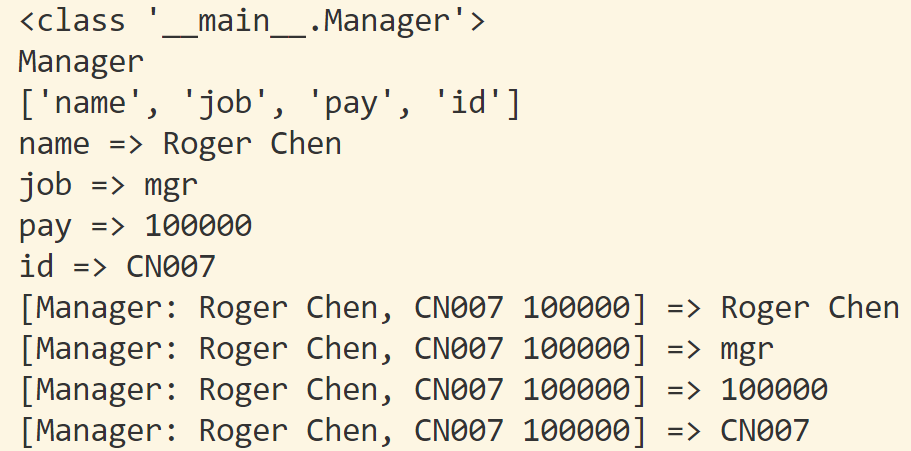 <class '__main__.Manager'>
Manager
['name', 'job', 'pay', 'id']
name => Roger Chen
job => mgr
pay => 100000
id => CN007
[Manager: Roger Chen, CN007 100000] => Roger Chen
[Manager: Roger Chen, CN007 100000] => mgr
[Manager: Roger Chen, CN007 100000] => 100000
[Manager: Roger Chen, CN007 100000] => CN007